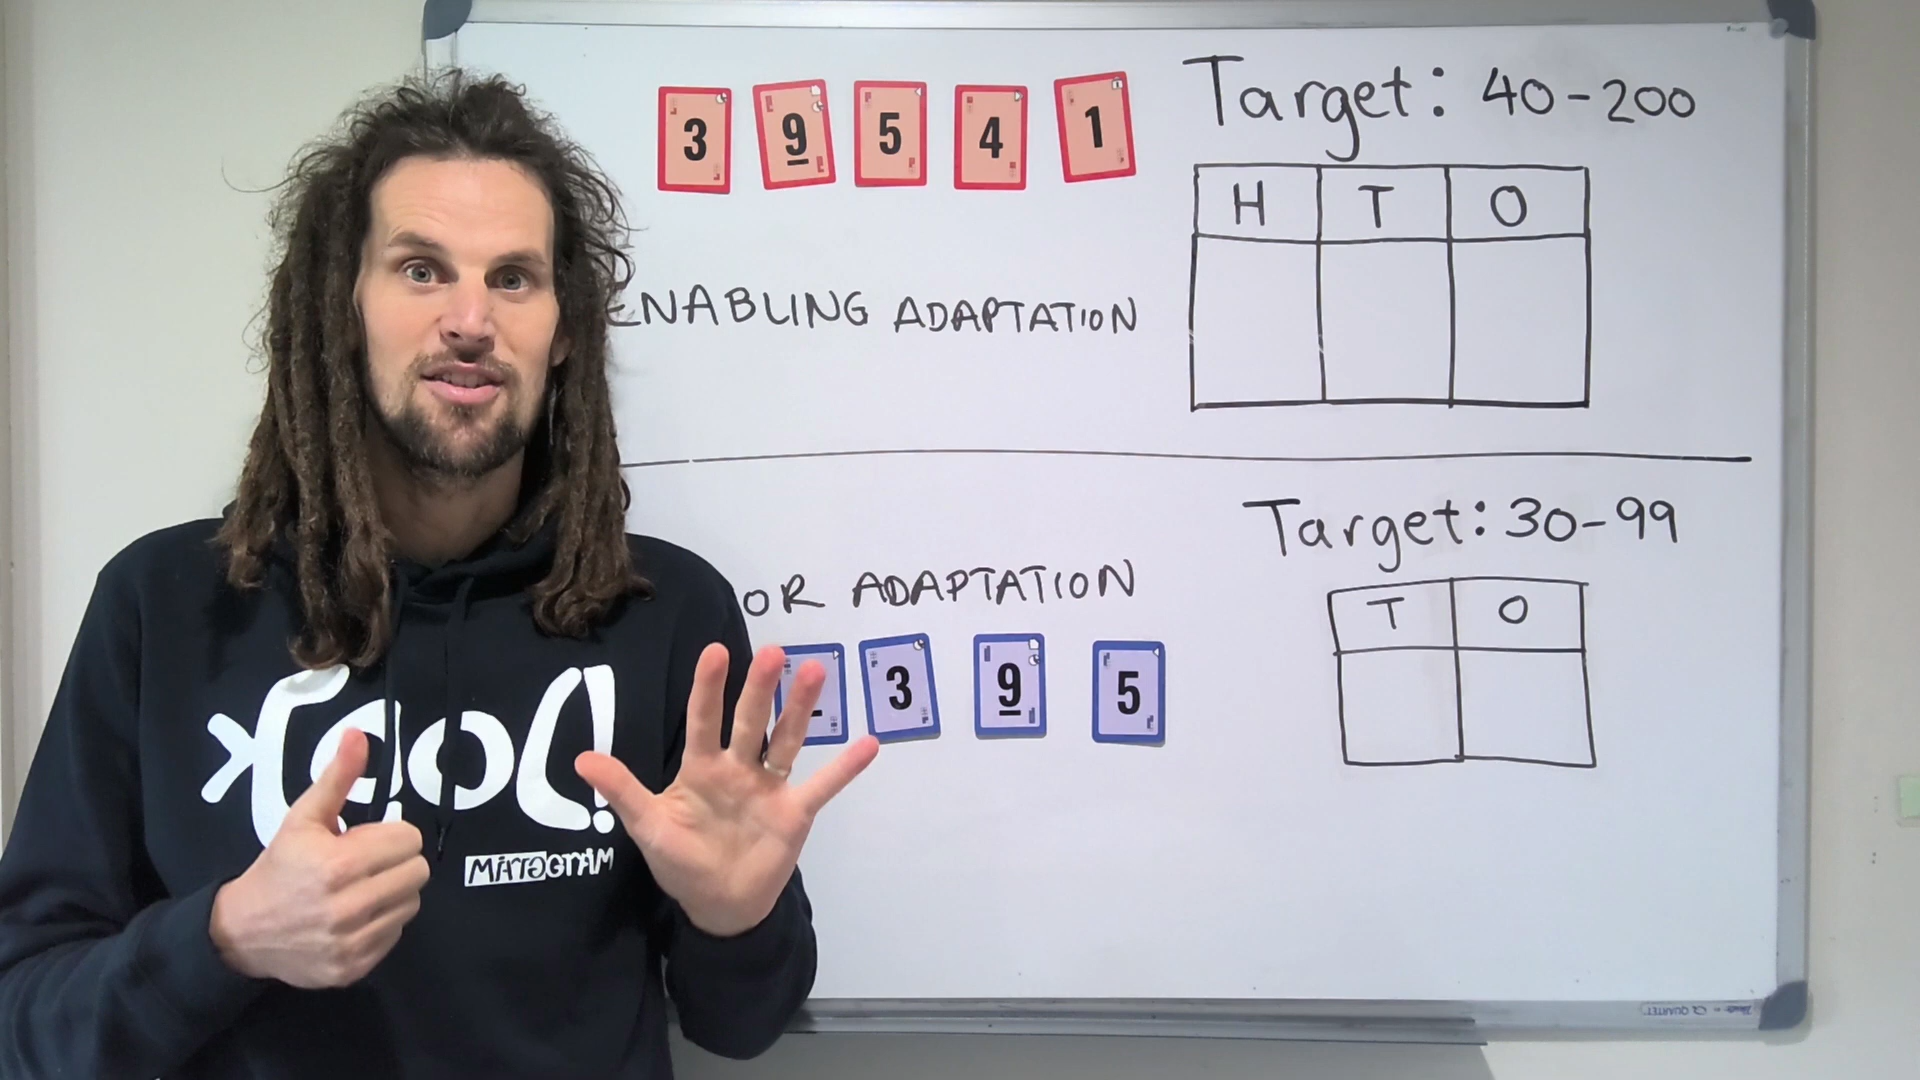 3 9 5 4 1
Target: 40-200
H T O
ENABLING ADAPTATION
Target: 30-99
OR ADAPTATION
T O
3 9 5